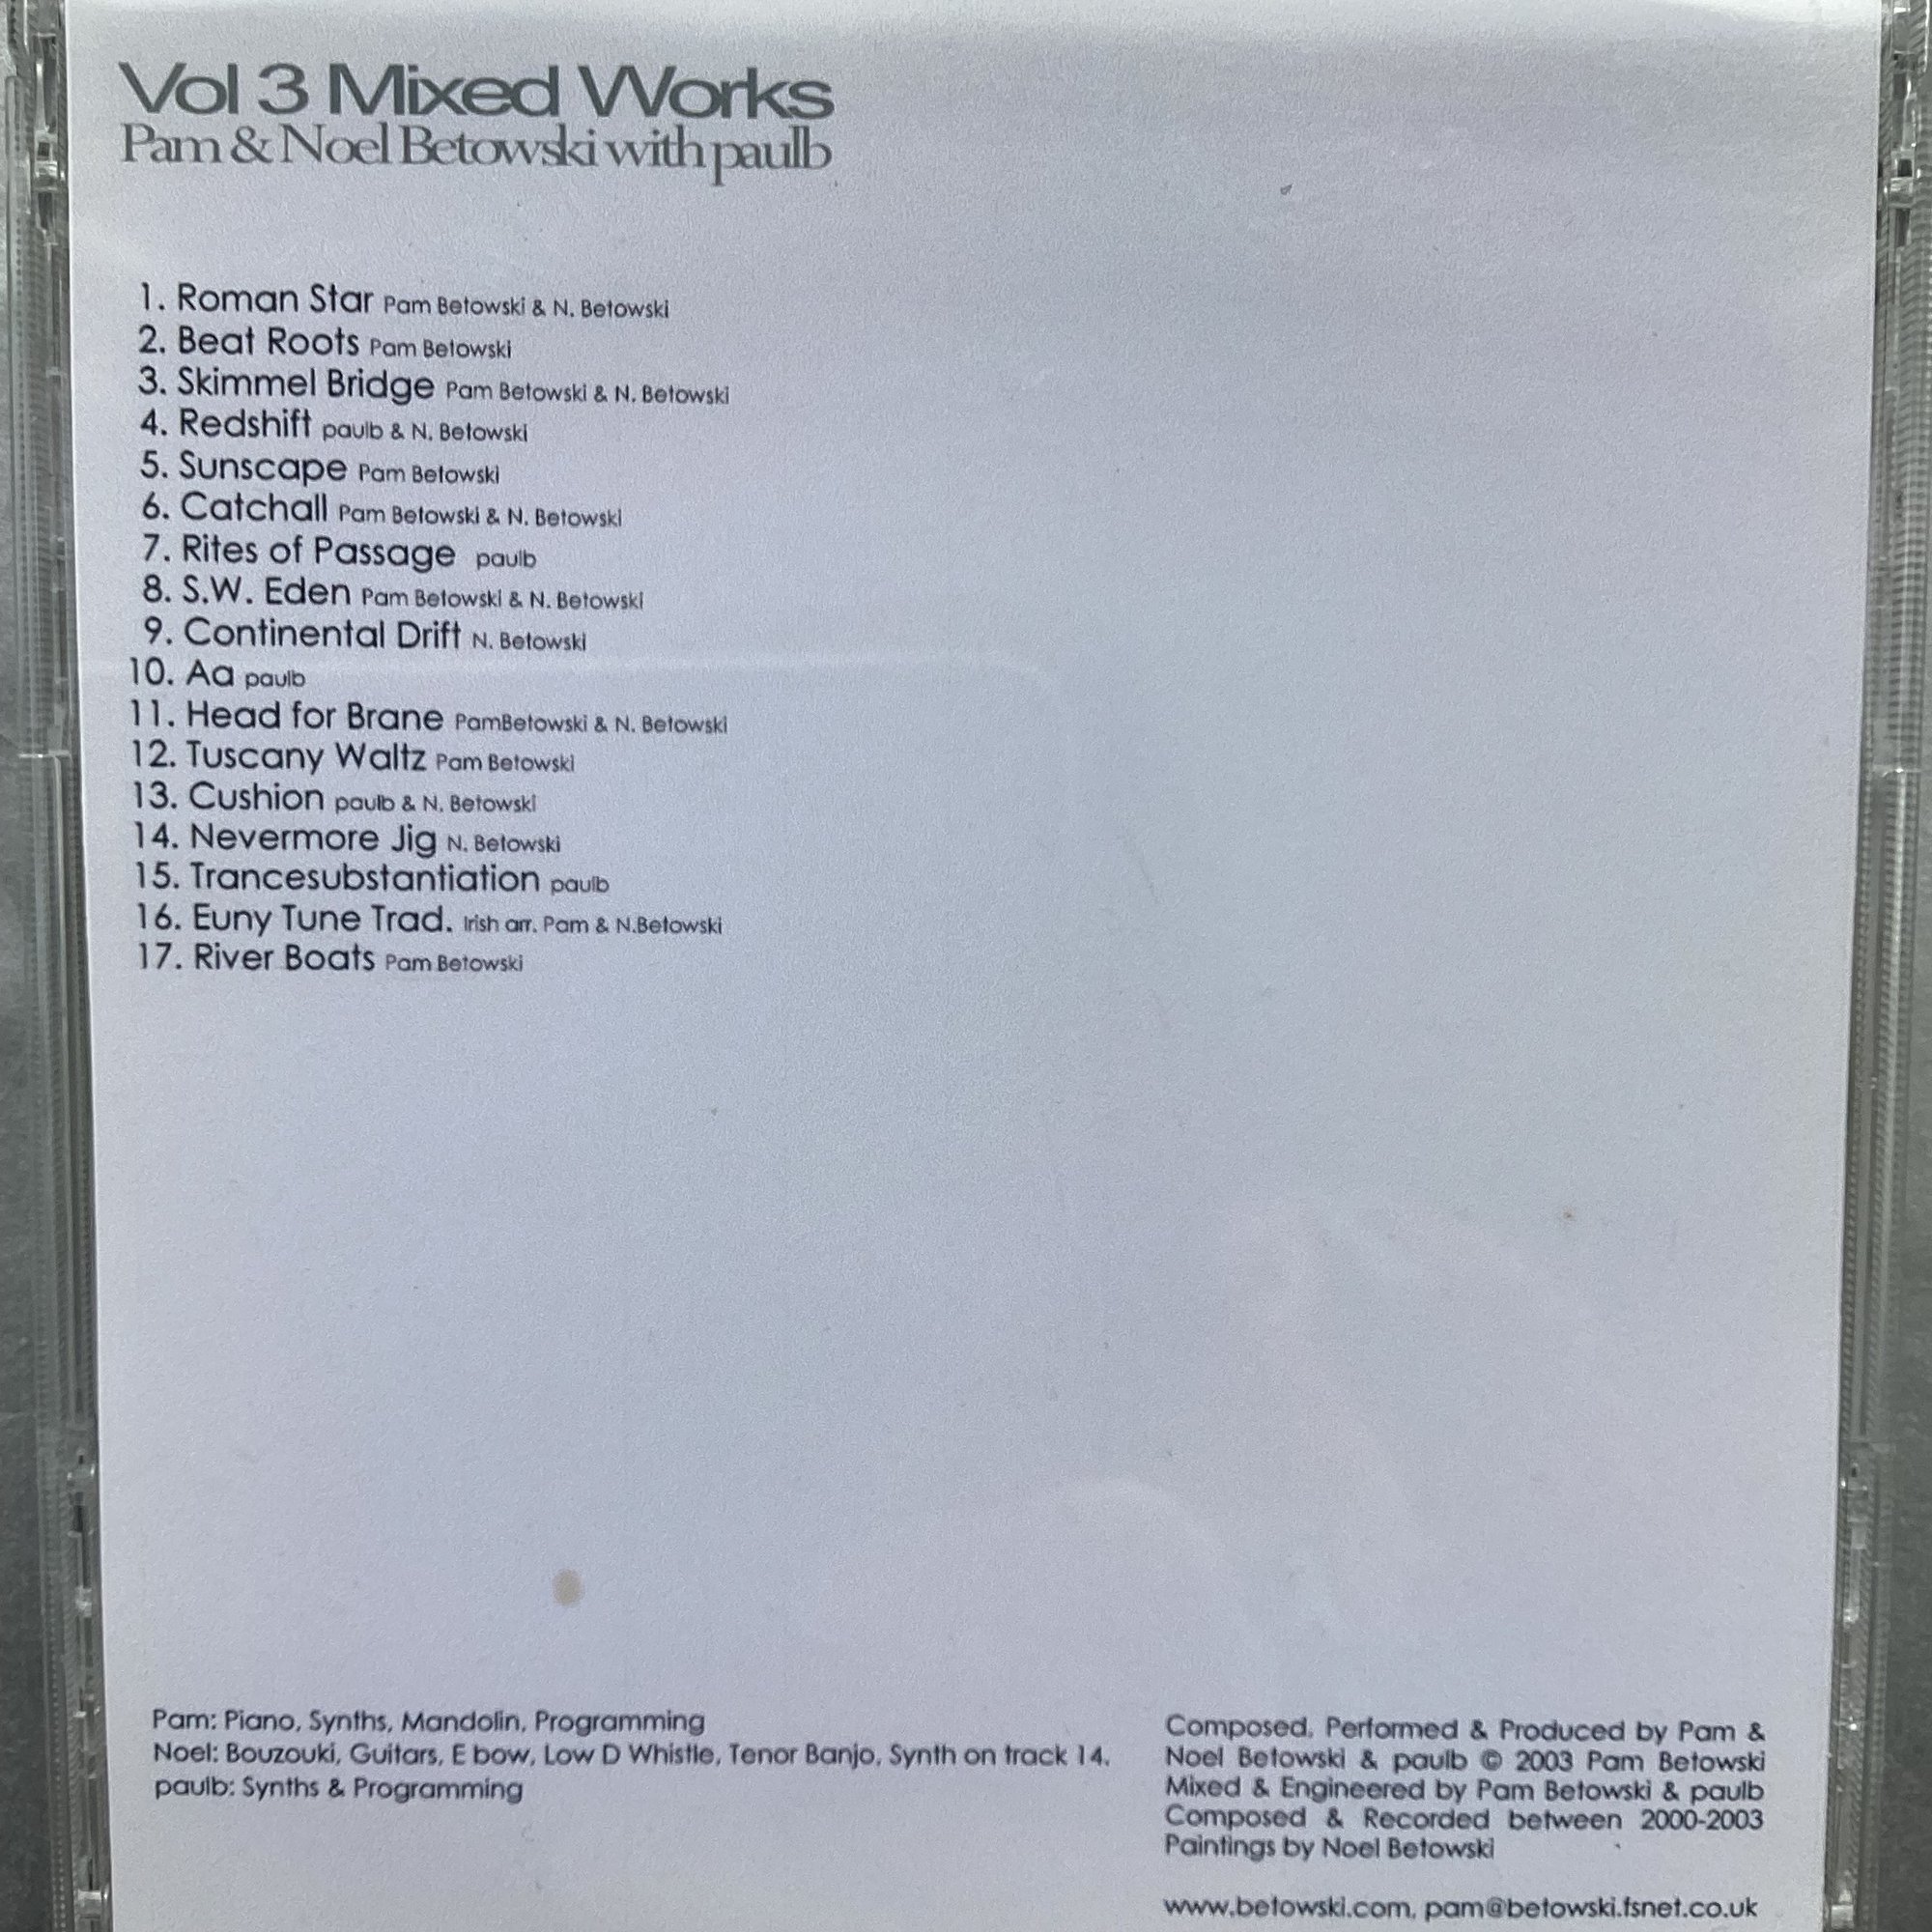 Vol 3 Mixed Works
Pam & Noel Betowski with paulb
1. Roman Star Pam Betowski & N. Betowski
2. Beat Roots Pam Betowski
3. Skimmel Bridge Pam Betowski & N. Betowski
4. Redshift paulb & N. Betowski
5. Sunscape Pam Betowski
6. Catchall Pam Betowski & N. Betowski
7. Rites of Passage paulb
8. S.W. Eden Pam Betowski & N. Betowski
9. Continental Drift N. Betowski
10. Aa paulb
11. Head for Brane PamBetowski & N. Betowski
12. Tuscany Waltz Pam Betowski
13. Cushion paulb & N. Betowski
14. Nevermore Jig N. Betowski
15. Trancesubstantiation paulb
16. Euny Tune Trad. Irish arr. Pam & N.Betowski
17. River Boats Pam Betowski
Pam: Piano, Synths, Mandolin, Programming
Noel: Bouzouki, Guitars, E bow, Low D Whistle, Tenor Banjo, Synth on track 14.
paulb: Synths & Programming
Composed, Performed & Produced by Pam &
Noel Betowski & paulb © 2003 Pam Betowski
Mixed & Engineered by Pam Betowski & paulb
Composed & Recorded between 2000-2003
Paintings by Noel Betowski
www.betowski.com, pam@betowski.fsnet.co.uk